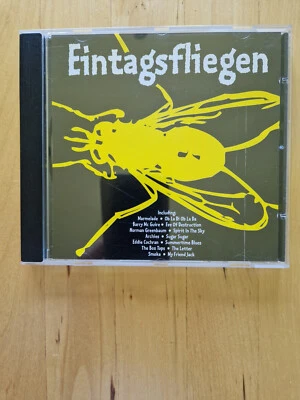 Eintagsfliegen
Including:
Marmelade • Ob La Di Ob La Da
Barry Mc Guire • Eve Of Destruction
Norman Greenbaum • Spirit In The Sky
Archies • Sugar Sugar
Eddie Cochran • Summertime Blues
The Box Tops • The Letter
Smoke • My Friend Jack